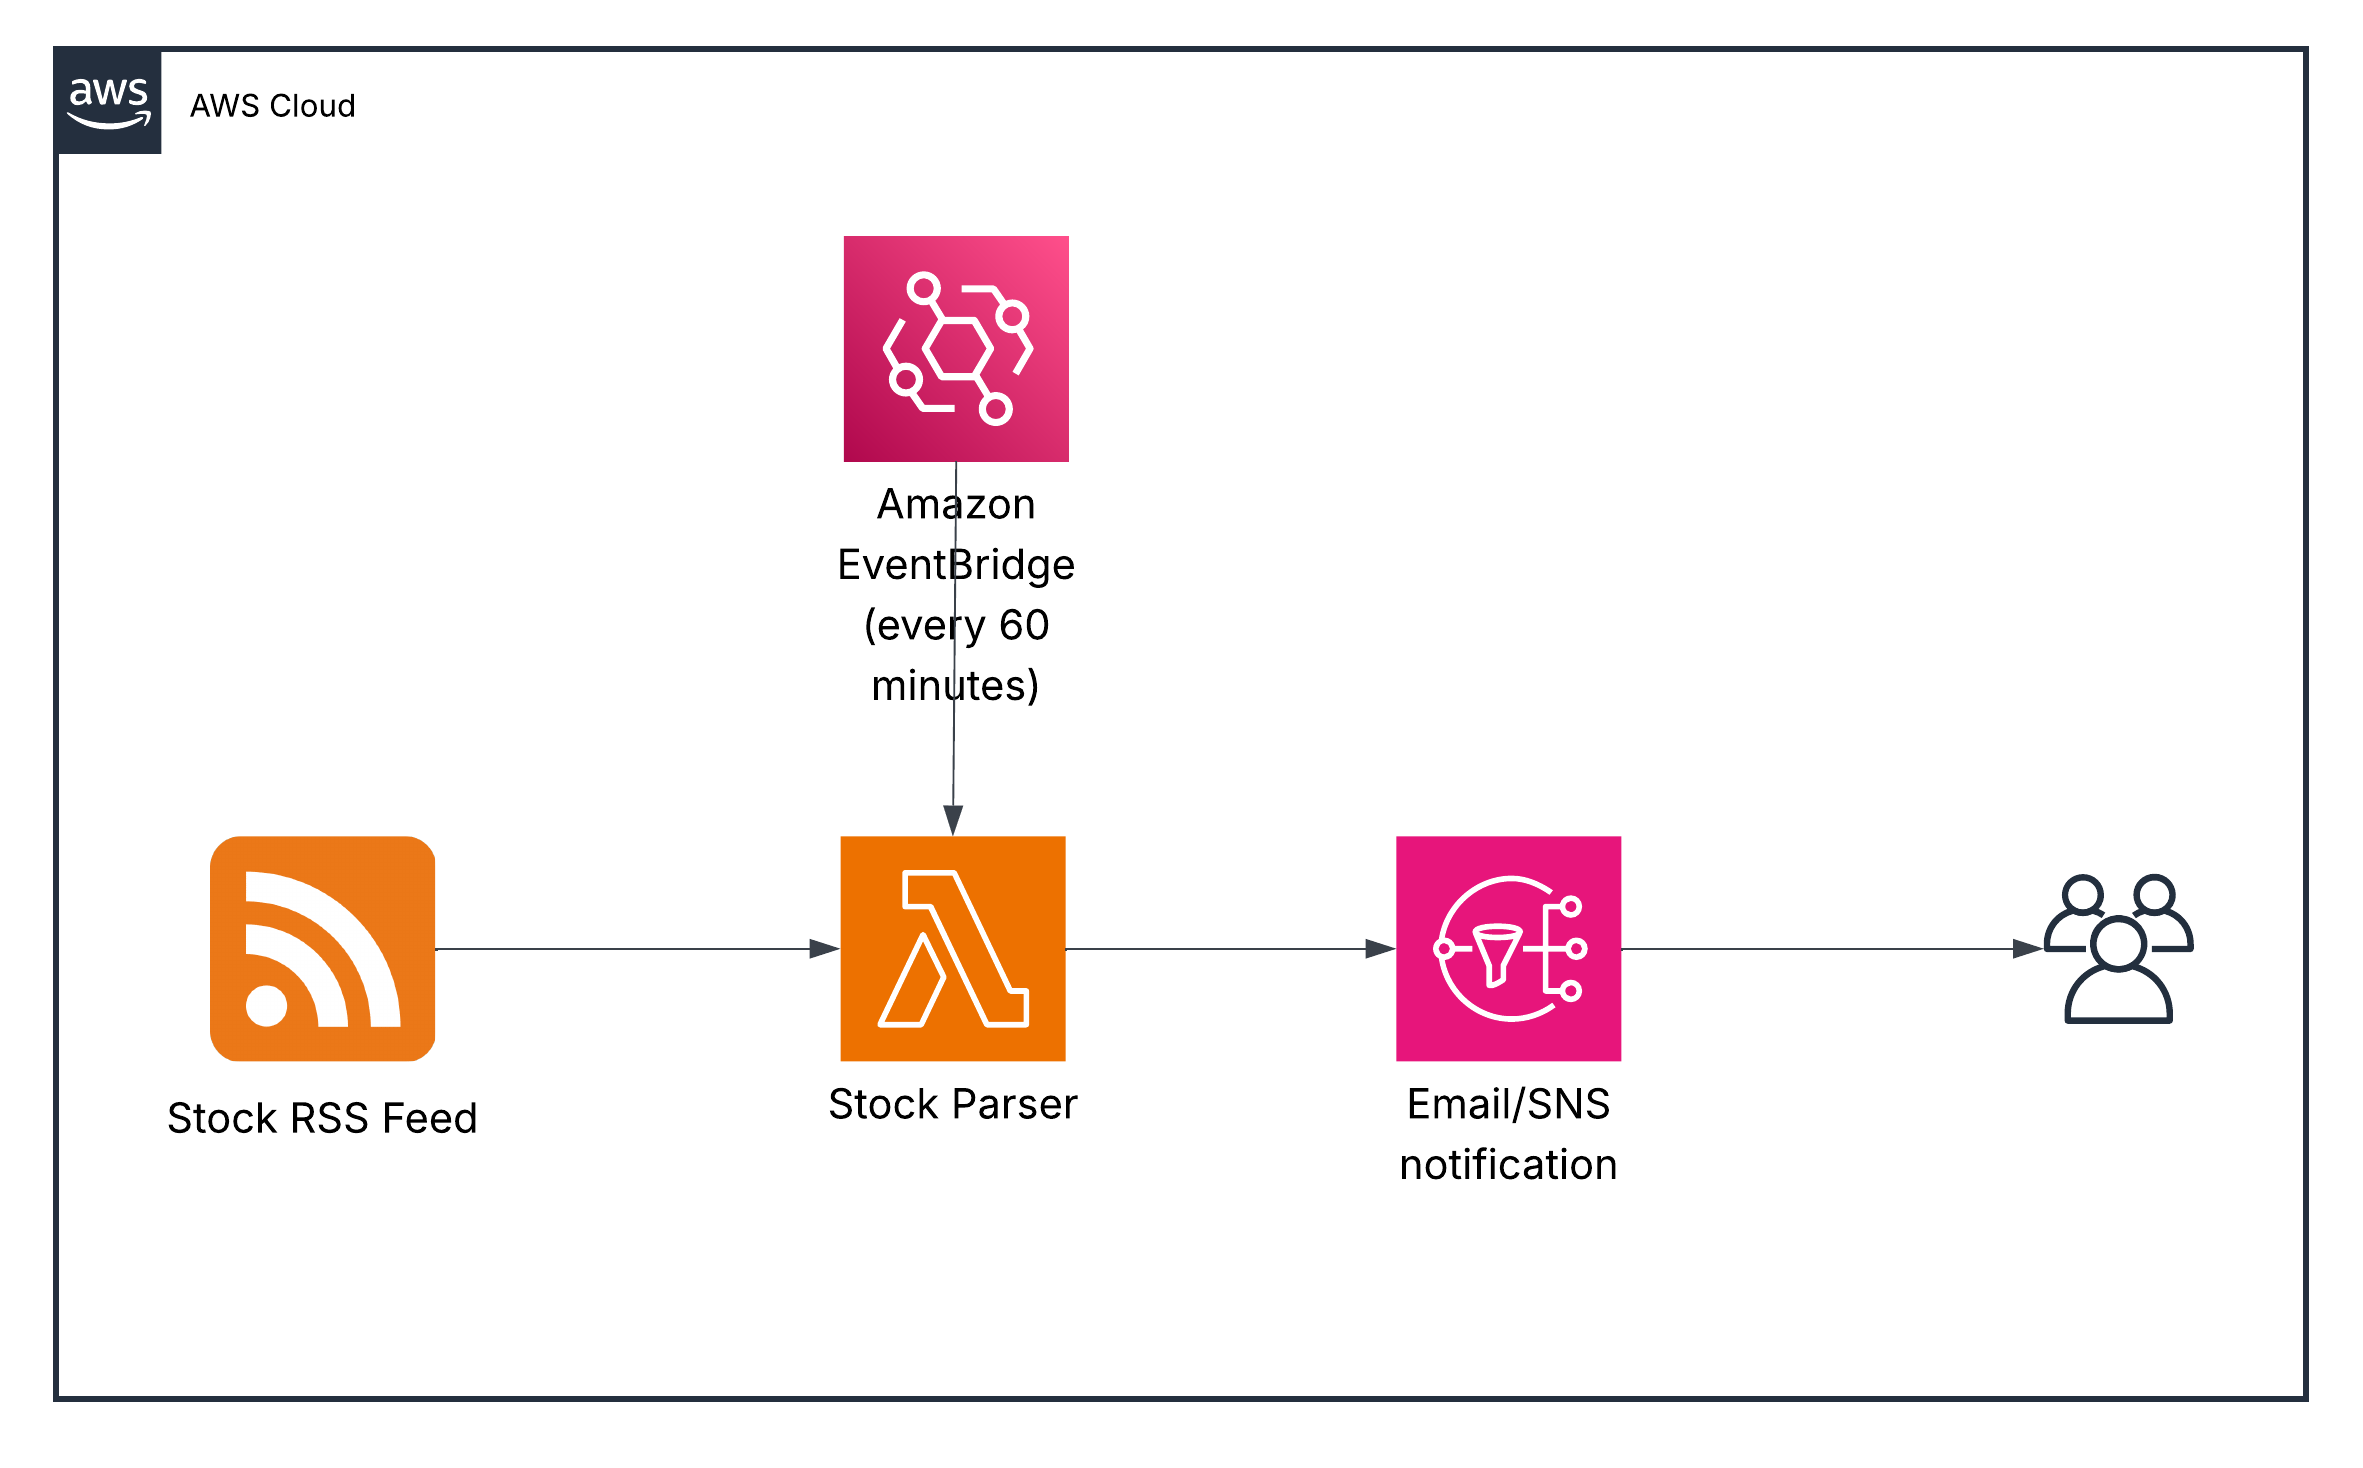 aws
AWS Cloud
Amazon
EventBridge
(every 60
minutes)
Stock RSS Feed
Stock Parser
Email/SNS
notification